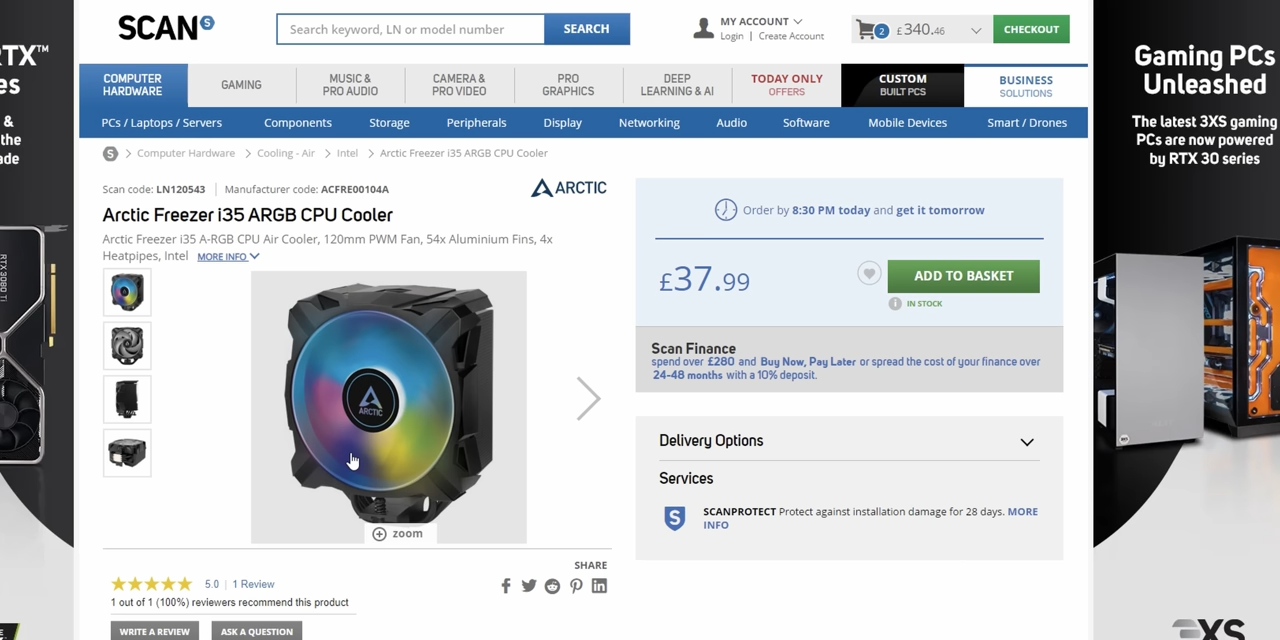 SCAN S
Search keyword, LN or model number
SEARCH
MY ACCOUNT
Login | Create Account
2 £340.46
CHECKOUT
COMPUTER
HARDWARE
GAMING
MUSIC &
PRO AUDIO
CAMERA &
PRO VIDEO
PRO
GRAPHICS
DEEP
LEARNING & AI
TODAY ONLY
OFFERS
CUSTOM
BUILT PCS
BUSINESS
SOLUTIONS
PCs / Laptops / Servers
Components
Storage
Peripherals
Display
Networking
Audio
Software
Mobile Devices
Smart / Drones
S > Computer Hardware > Cooling - Air > Intel > Arctic Freezer i35 ARGB CPU Cooler
Scan code: LN120543 | Manufacturer code: ACFRE00104A
ARCTIC
Arctic Freezer i35 ARGB CPU Cooler
Arctic Freezer i35 A-RGB CPU Air Cooler, 120mm PWM Fan, 54x Aluminium Fins, 4x
Heatpipes, Intel MORE INFO
ARCTIC
zoom
SHARE
5.0 | 1 Review
1 out of 1 (100%) reviewers recommend this product
WRITE A REVIEW
ASK A QUESTION
Order by 8:30 PM today and get it tomorrow
£37.99
ADD TO BASKET
IN STOCK
Scan Finance
spend over £280 and Buy Now, Pay Later or spread the cost of your finance over
24-48 months with a 10% deposit.
Delivery Options
Services
S
SCANPROTECT Protect against installation damage for 28 days. MORE
INFO
RTX™
es
&
the
ade
RTX 3080 Ti
Gaming PCs
Unleashed
The latest 3XS gaming
PCs are now powered
by RTX 30 series
3XS